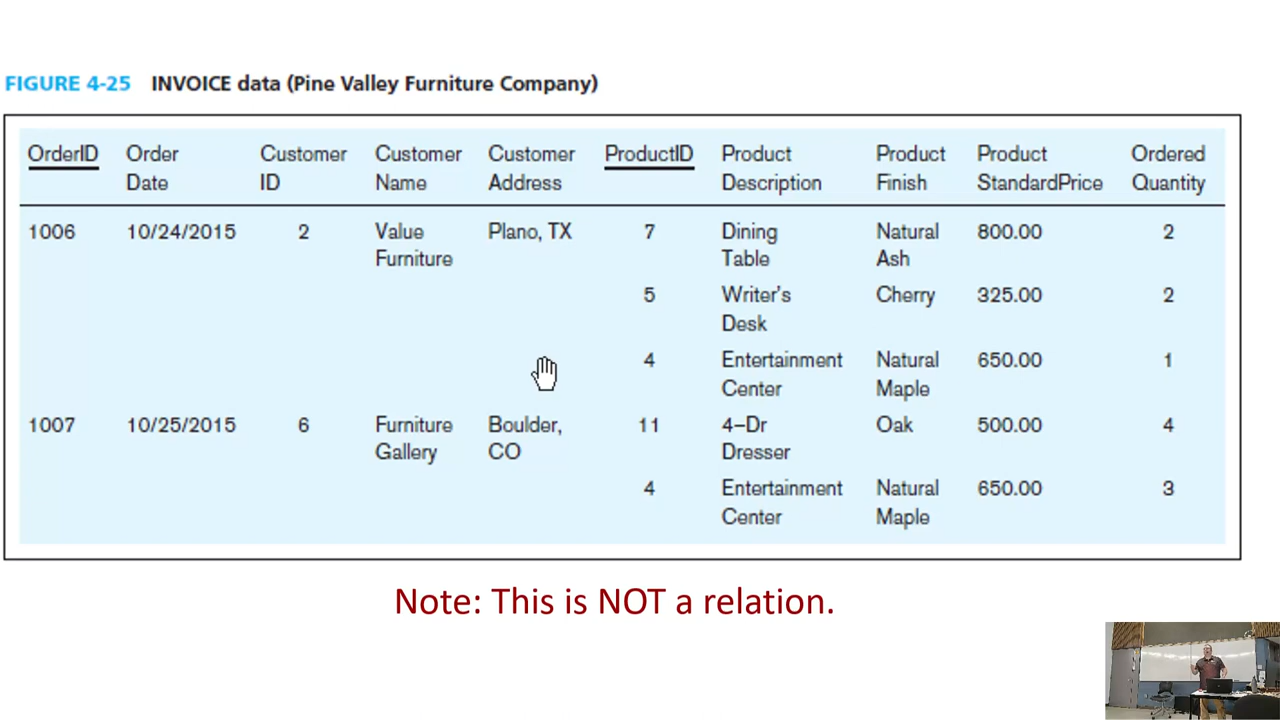 FIGURE 4-25 INVOICE data (Pine Valley Furniture Company)
OrderID Order Customer Customer Customer ProductID Product Product Product Ordered
Date ID Name Address Description Finish StandardPrice Quantity
1006 10/24/2015 2 Value Plano, TX 7 Dining Natural 800.00 2
Furniture Table Ash
5 Writer's Cherry 325.00 2
Desk
4 Entertainment Natural 650.00 1
Center Maple
1007 10/25/2015 6 Furniture Boulder, 11 4–Dr Oak 500.00 4
Gallery CO Dresser
4 Entertainment Natural 650.00 3
Center Maple
Note: This is NOT a relation.